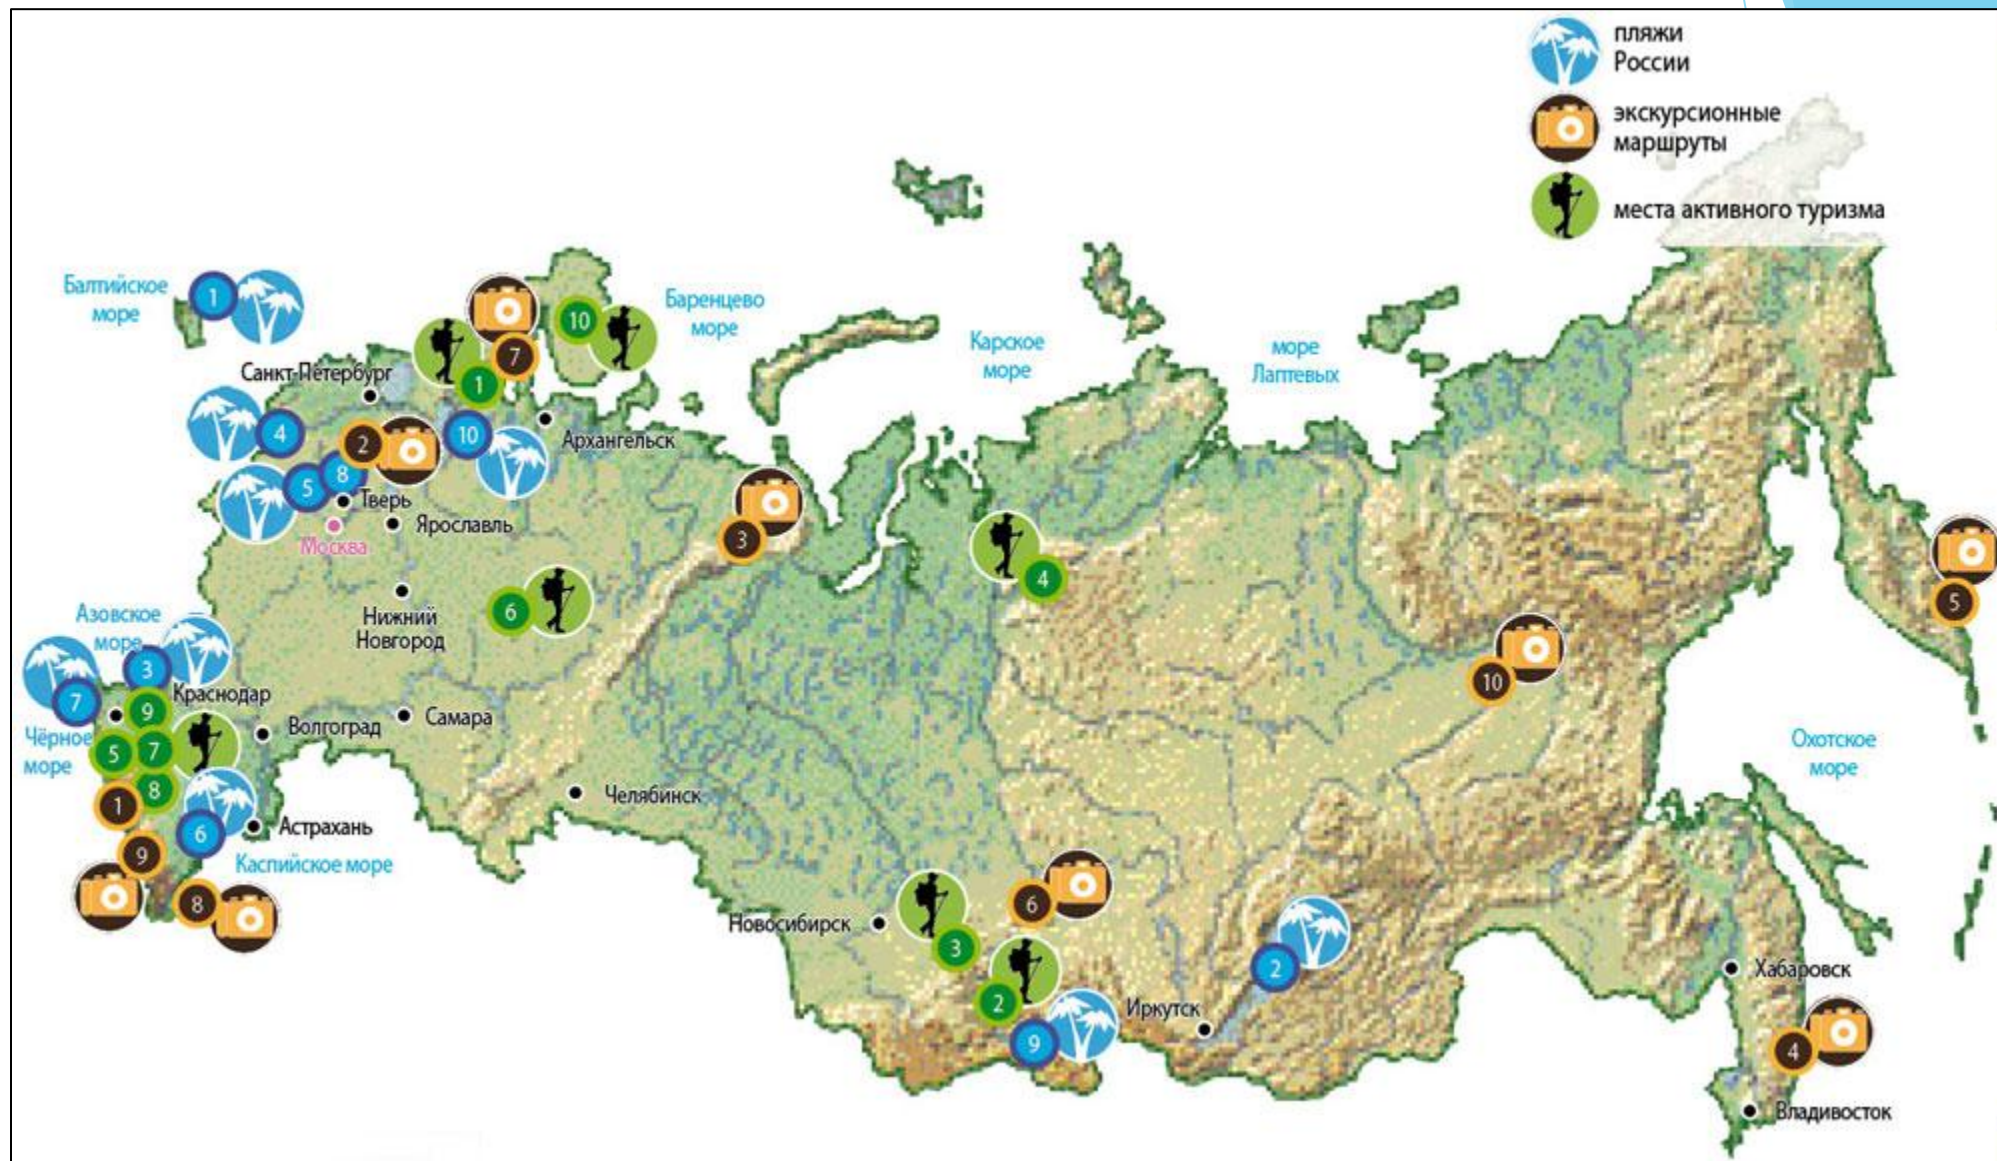 пляжи
России
экскурсионные
маршруты
места активного туризма
Балтийское
море
1
Баренцево
море
10
7
1
Карское
море
море
Лаптевых
Санкт-Петербург
4
2
10
Архангельск
5
8
Тверь
Ярославль
Москва
3
4
5
6
Нижний
Новгород
Азовское
море
3
7
Краснодар
9
10
Волгоград
Самара
Чёрное
море
5
7
8
1
Охотское
море
Челябинск
6
Астрахань
9
Каспийское море
8
Новосибирск
6
3
2
2
9
Иркутск
Хабаровск
4
Владивосток